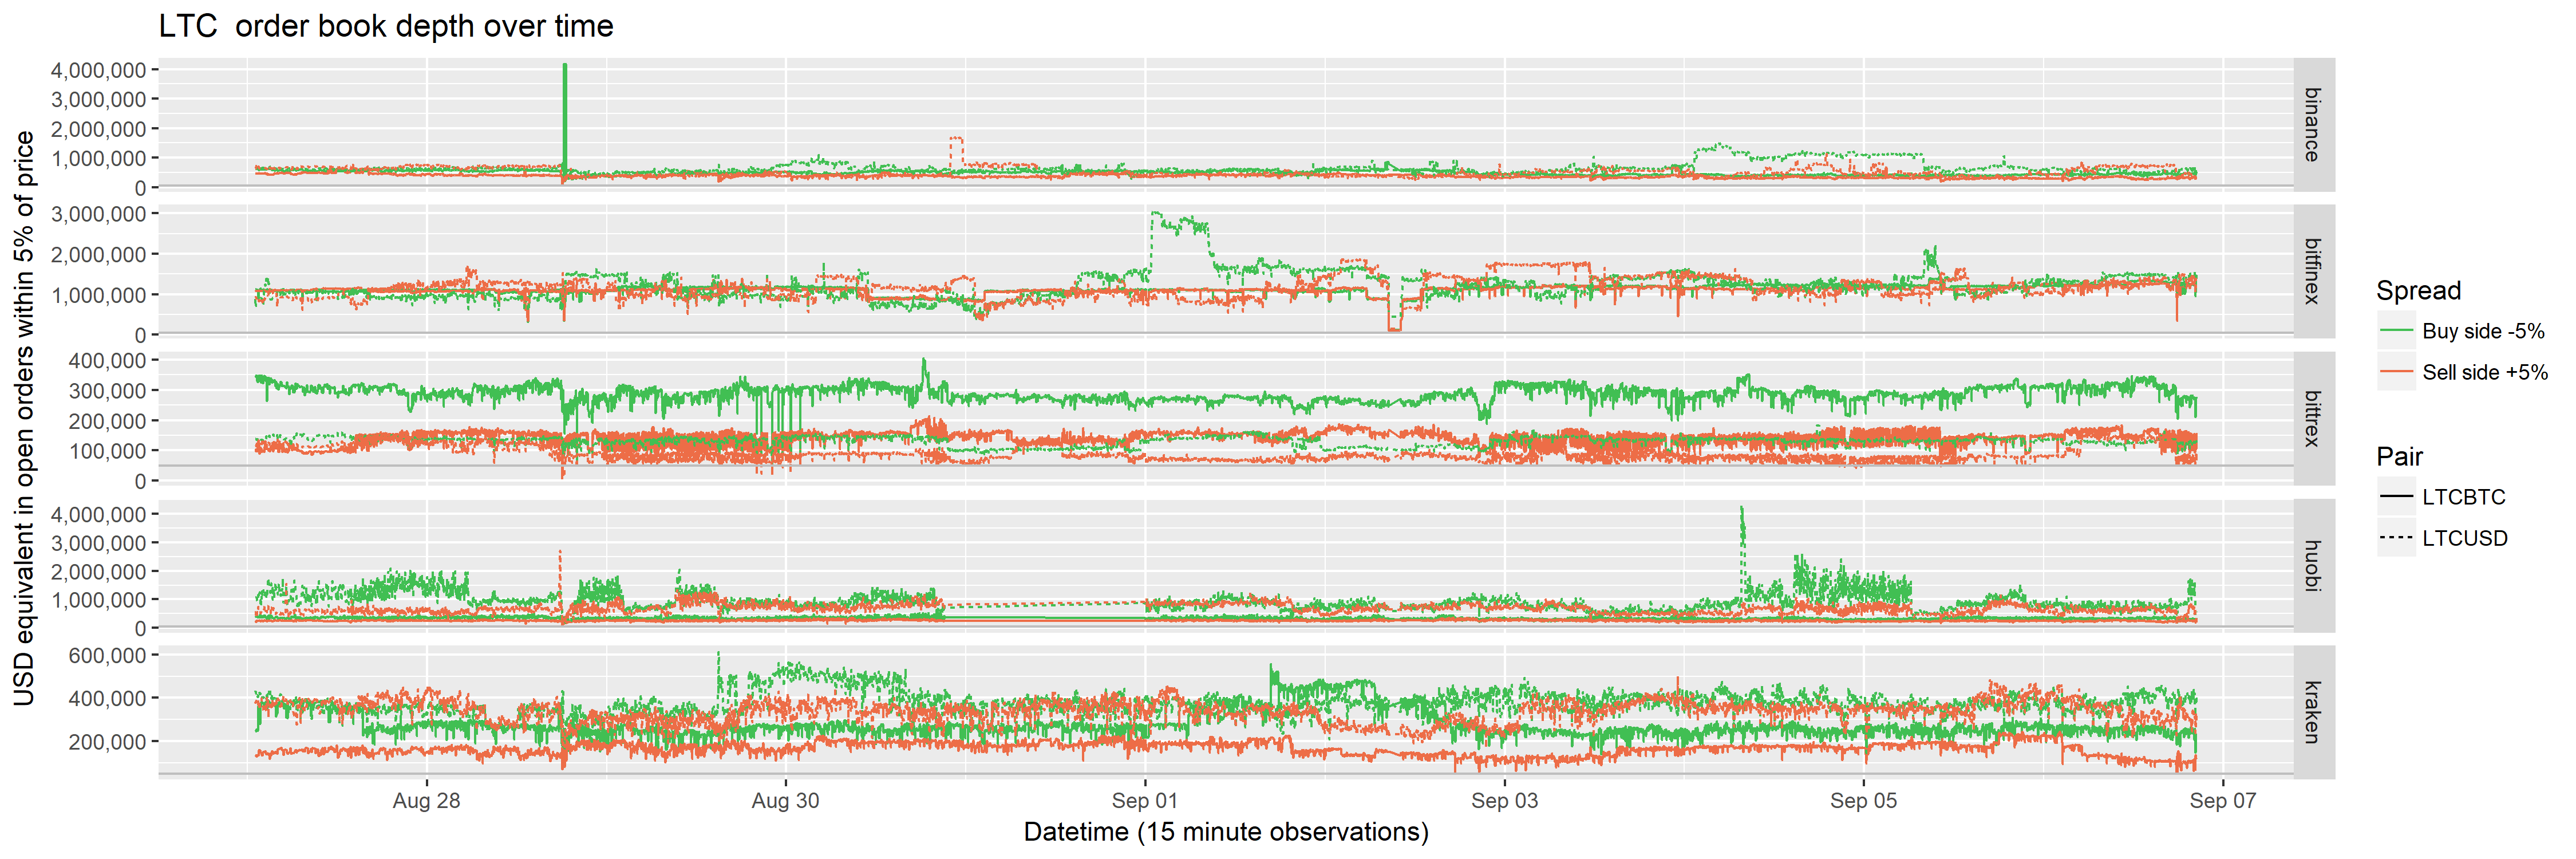 LTC  order book depth over time
USD equivalent in open orders within 5% of price
4,000,000
3,000,000
2,000,000
1,000,000
0
binance
3,000,000
2,000,000
1,000,000
0
bitfinex
400,000
300,000
200,000
100,000
0
bittrex
4,000,000
3,000,000
2,000,000
1,000,000
0
huobi
600,000
400,000
200,000
kraken
Aug 28
Aug 30
Sep 01
Sep 03
Sep 05
Sep 07
Datetime (15 minute observations)
Spread
Buy side -5%
Sell side +5%
Pair
LTCBTC
LTCUSD